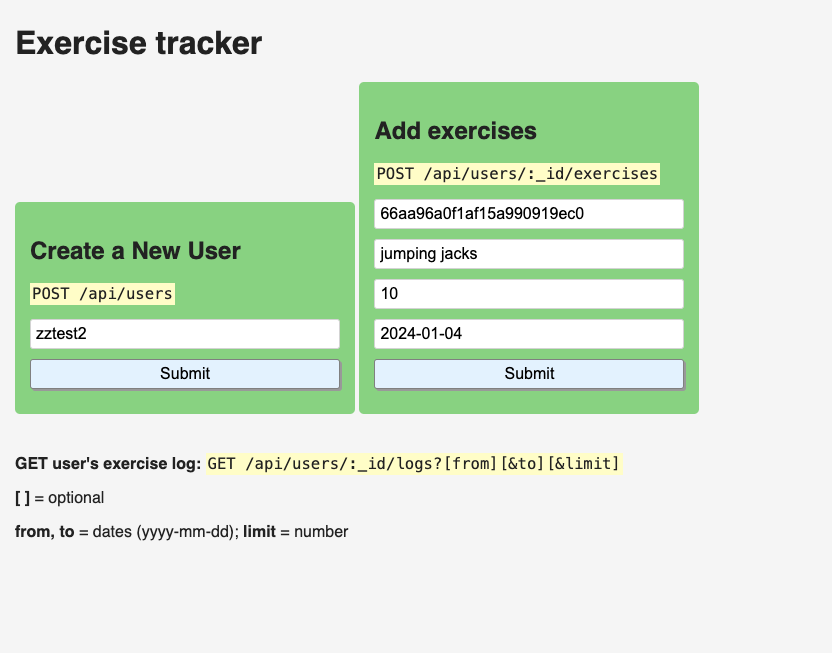 Exercise tracker
Create a New User
POST /api/users
zztest2
Submit
Add exercises
POST /api/users/:_id/exercises
66aa96a0f1af15a990919ec0
jumping jacks
10
2024-01-04
Submit
GET user's exercise log: GET /api/users/:_id/logs?[from][&to][&limit]
[ ] = optional
from, to = dates (yyyy-mm-dd); limit = number